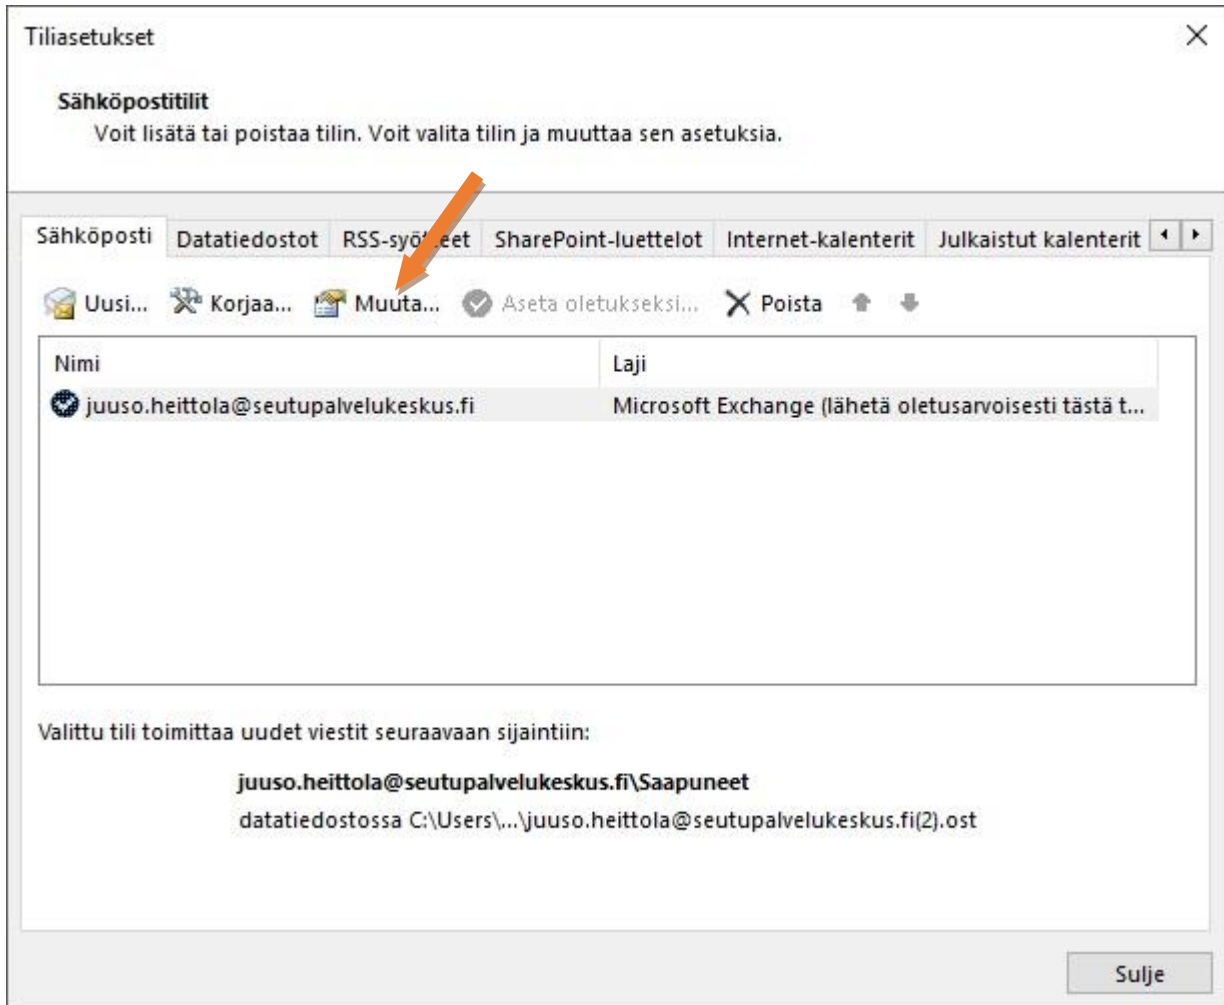 Tiliasetukset
Sähköpostitilit
Voit lisätä tai poistaa tilin. Voit valita tilin ja muuttaa sen asetuksia.
Sähköposti Datatiedostot RSS-syötteet SharePoint-luettelot Internet-kalenterit Julkaistut kalenterit
Uusi... Korjaa... Muuta... Aseta oletukseksi... Poista
Nimi Laji
juuso.heittola@seutupalvelukeskus.fi Microsoft Exchange (lähetä oletusarvoisesti tästä t...
Valittu tili toimittaa uudet viestit seuraavaan sijaintiin:
juuso.heittola@seutupalvelukeskus.fi\Saapuneet
datatiedostossa C:\Users\...\juuso.heittola@seutupalvelukeskus.fi(2).ost
Sulje